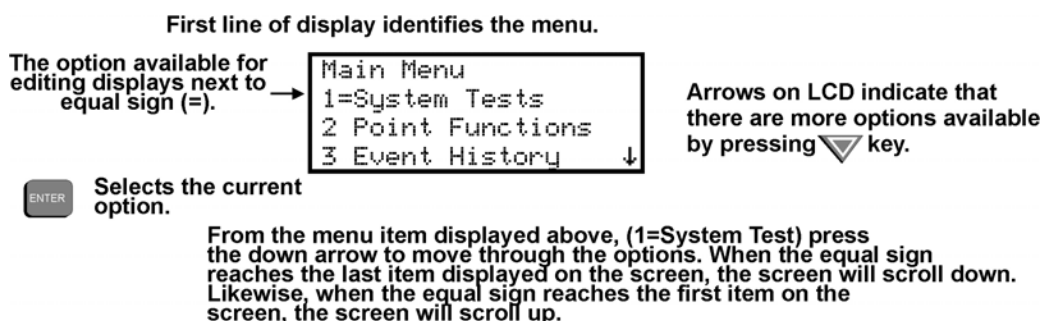 First line of display identifies the menu.
The option available for
editing displays next to
equal sign (=).
Main Menu
1=System Tests
2 Point Functions
3 Event History ↓
Arrows on LCD indicate that
there are more options available
by pressing key.
ENTER
Selects the current
option.
From the menu item displayed above, (1=System Test) press
the down arrow to move through the options. When the equal sign
reaches the last item displayed on the screen, the screen will scroll down.
Likewise, when the equal sign reaches the first item on the
screen, the screen will scroll up.